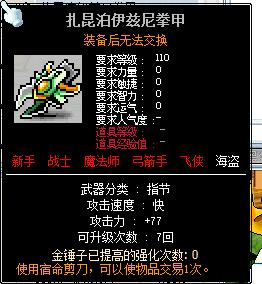 扎昆泊伊兹尼拳甲
装备后无法交换
要求等级： 110
要求力量： 0
要求敏捷： 0
要求智力： 0
要求运气： 0
要求人气度：-
道具等级： -
道具经验值：-
新手 战士 魔法师 弓箭手 飞侠 海盗
武器分类 ： 指节
攻击速度 ： 快
攻击力 ： +77
可升级次数 ： 7回
金锤子已提高的强化次数: 0
使用宿命剪刀，可以使物品交易1次。